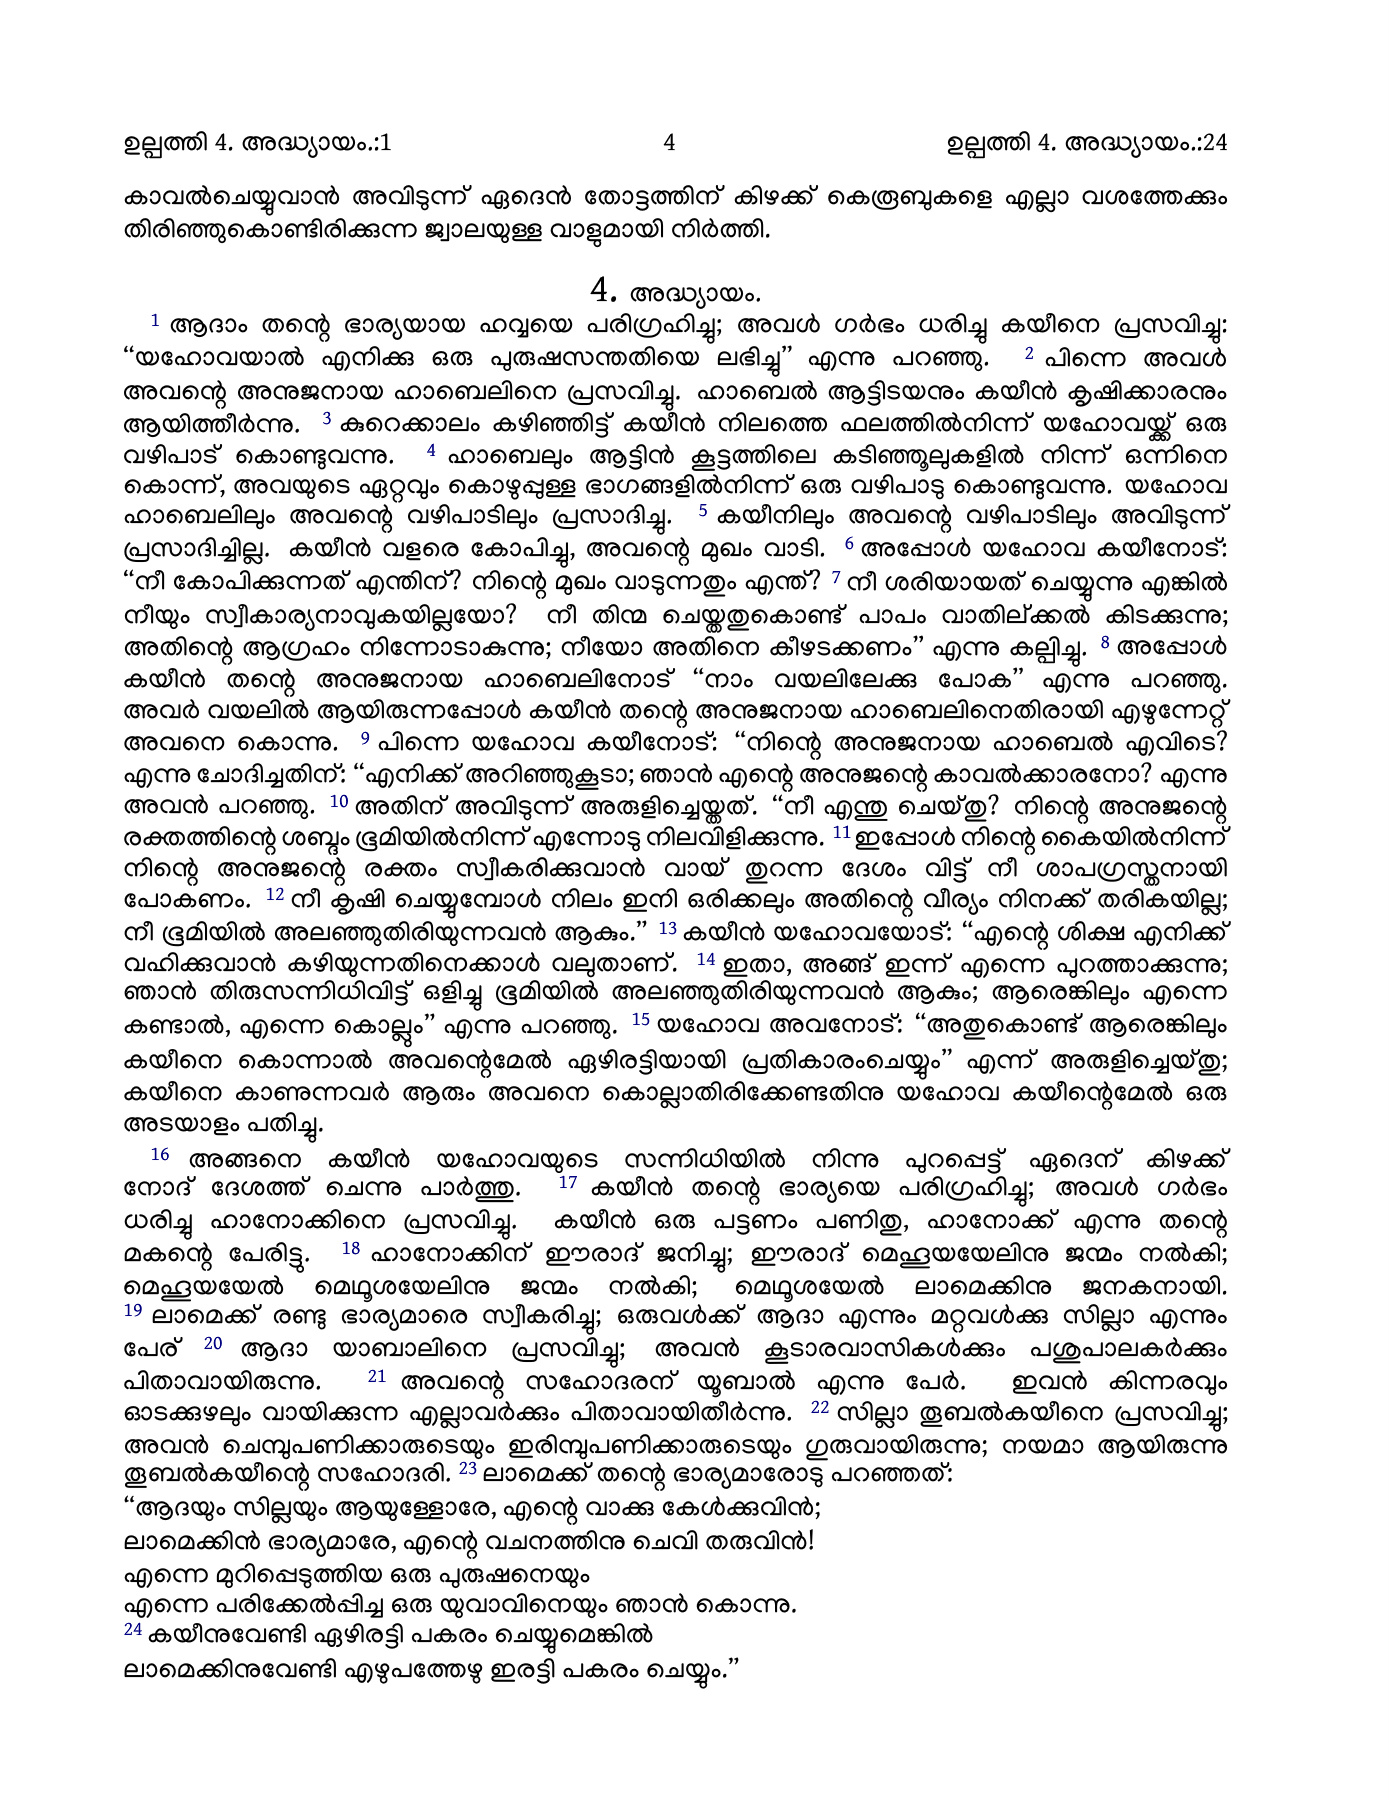 ഉല്പത്തി 4. അദ്ധ്യായം.:1 4 ഉല്പത്തി 4. അദ്ധ്യായം.:24
കാവൽചെയ്യുവാൻ അവിടുന്ന് ഏദെൻ തോട്ടത്തിന് കിഴക്ക് കെരൂബുകളെ എല്ലാ വശത്തേക്കും
തിരിഞ്ഞുകൊണ്ടിരിക്കുന്ന ജ്വാലയുള്ള വാളുമായി നിർത്തി.
4. അദ്ധ്യായം.
1 ആദാം തന്റെ ഭാര്യയായ ഹവ്വയെ പരിഗ്രഹിച്ചു; അവൾ ഗർഭം ധരിച്ചു കയീനെ പ്രസവിച്ചു:
“യഹോവയാൽ എനിക്കു ഒരു പുരുഷസന്തതിയെ ലഭിച്ചു” എന്നു പറഞ്ഞു. 2 പിന്നെ അവൾ
അവന്റെ അനുജനായ ഹാബെലിനെ പ്രസവിച്ചു. ഹാബെൽ ആട്ടിടയനും കയീൻ കൃഷിക്കാരനും
ആയിത്തീർന്നു. 3 കുറെക്കാലം കഴിഞ്ഞിട്ട് കയീൻ നിലത്തെ ഫലത്തിൽനിന്ന് യഹോവയ്ക്ക് ഒരു
വഴിപാട് കൊണ്ടുവന്നു. 4 ഹാബെലും ആട്ടിൻ കൂട്ടത്തിലെ കടിഞ്ഞൂലുകളിൽ നിന്ന് ഒന്നിനെ
കൊന്ന്, അവയുടെ ഏറ്റവും കൊഴുപ്പുള്ള ഭാഗങ്ങളിൽനിന്ന് ഒരു വഴിപാടു കൊണ്ടുവന്നു. യഹോവ
ഹാബെലിലും അവന്റെ വഴിപാടിലും പ്രസാദിച്ചു. 5 കയീനിലും അവന്റെ വഴിപാടിലും അവിടുന്ന്
പ്രസാദിച്ചില്ല. കയീൻ വളരെ കോപിച്ചു, അവന്റെ മുഖം വാടി. 6 അപ്പോൾ യഹോവ കയീനോട്:
“നീ കോപിക്കുന്നത് എന്തിന്? നിന്റെ മുഖം വാടുന്നതും എന്ത്? 7 നീ ശരിയായത് ചെയ്യുന്നു എങ്കിൽ
നീയും സ്വീകാര്യനാവുകയില്ലയോ? നീ തിന്മ ചെയ്തതുകൊണ്ട് പാപം വാതില്ക്കൽ കിടക്കുന്നു;
അതിന്റെ ആഗ്രഹം നിന്നോടാകുന്നു; നീയോ അതിനെ കീഴടക്കണം” എന്നു കല്പിച്ചു. 8 അപ്പോൾ
കയീൻ തന്റെ അനുജനായ ഹാബെലിനോട് “നാം വയലിലേക്കു പോക” എന്നു പറഞ്ഞു.
അവർ വയലിൽ ആയിരുന്നപ്പോൾ കയീൻ തന്റെ അനുജനായ ഹാബെലിനെതിരായി എഴുന്നേറ്റ്
അവനെ കൊന്നു. 9 പിന്നെ യഹോവ കയീനോട്: “നിന്റെ അനുജനായ ഹാബെൽ എവിടെ?
എന്നു ചോദിച്ചതിന്: “എനിക്ക് അറിഞ്ഞുകൂടാ; ഞാൻ എന്റെ അനുജന്റെ കാവൽക്കാരനോ? എന്നു
അവൻ പറഞ്ഞു. 10 അതിന് അവിടുന്ന് അരുളിച്ചെയ്തത്. “നീ എന്തു ചെയ്തു? നിന്റെ അനുജന്റെ
രക്തത്തിന്റെ ശബ്ദം ഭൂമിയിൽനിന്ന് എന്നോടു നിലവിളിക്കുന്നു. 11 ഇപ്പോൾ നിന്റെ കൈയിൽനിന്ന്
നിന്റെ അനുജന്റെ രക്തം സ്വീകരിക്കുവാൻ വായ് തുറന്ന ദേശം വിട്ട് നീ ശാപഗ്രസ്തനായി
പോകണം. 12 നീ കൃഷി ചെയ്യുമ്പോൾ നിലം ഇനി ഒരിക്കലും അതിന്റെ വീര്യം നിനക്ക് തരികയില്ല;
നീ ഭൂമിയിൽ അലഞ്ഞുതിരിയുന്നവൻ ആകും.” 13 കയീൻ യഹോവയോട്: “എന്റെ ശിക്ഷ എനിക്ക്
വഹിക്കുവാൻ കഴിയുന്നതിനെക്കാൾ വലുതാണ്. 14 ഇതാ, അങ്ങ് ഇന്ന് എന്നെ പുറത്താക്കുന്നു;
ഞാൻ തിരുസന്നിധിവിട്ട് ഒളിച്ചു ഭൂമിയിൽ അലഞ്ഞുതിരിയുന്നവൻ ആകും; ആരെങ്കിലും എന്നെ
കണ്ടാൽ, എന്നെ കൊല്ലും” എന്നു പറഞ്ഞു. 15 യഹോവ അവനോട്: “അതുകൊണ്ട് ആരെങ്കിലും
കയീനെ കൊന്നാൽ അവന്റെമേൽ ഏഴിരട്ടിയായി പ്രതികാരംചെയ്യും” എന്ന് അരുളിച്ചെയ്തു;
കയീനെ കാണുന്നവർ ആരും അവനെ കൊല്ലാതിരിക്കേണ്ടതിനു യഹോവ കയീന്റെമേൽ ഒരു
അടയാളം പതിച്ചു.
16 അങ്ങനെ കയീൻ യഹോവയുടെ സന്നിധിയിൽ നിന്നു പുറപ്പെട്ട് ഏദെന് കിഴക്ക്
നോദ് ദേശത്ത് ചെന്നു പാർത്തു. 17 കയീൻ തന്റെ ഭാര്യയെ പരിഗ്രഹിച്ചു; അവൾ ഗർഭം
ധരിച്ചു ഹാനോക്കിനെ പ്രസവിച്ചു. കയീൻ ഒരു പട്ടണം പണിതു, ഹാനോക്ക് എന്നു തന്റെ
മകന്റെ പേരിട്ടു. 18 ഹാനോക്കിന് ഈരാദ് ജനിച്ചു; ഈരാദ് മെഹൂയയേലിനു ജന്മം നൽകി;
മെഹൂയയേൽ മെഥൂശയേലിനു ജന്മം നൽകി; മെഥൂശയേൽ ലാമെക്കിനു ജനകനായി.
19 ലാമെക്ക് രണ്ടു ഭാര്യമാരെ സ്വീകരിച്ചു; ഒരുവൾക്ക് ആദാ എന്നും മറ്റവൾക്കു സില്ലാ എന്നും
പേര് 20 ആദാ യാബാലിനെ പ്രസവിച്ചു; അവൻ കൂടാരവാസികൾക്കും പശുപാലകർക്കും
പിതാവായിരുന്നു. 21 അവന്റെ സഹോദരന് യൂബാൽ എന്നു പേർ. ഇവൻ കിന്നരവും
ഓടക്കുഴലും വായിക്കുന്ന എല്ലാവർക്കും പിതാവായിതീർന്നു. 22 സില്ലാ തൂബൽകയീനെ പ്രസവിച്ചു;
അവൻ ചെമ്പുപണിക്കാരുടെയും ഇരിമ്പുപണിക്കാരുടെയും ഗുരുവായിരുന്നു; നയമാ ആയിരുന്നു
തൂബൽകയീന്റെ സഹോദരി. 23 ലാമെക്ക് തന്റെ ഭാര്യമാരോടു പറഞ്ഞത്:
“ആദയും സില്ലയും ആയുള്ളോരേ, എന്റെ വാക്കു കേൾക്കുവിൻ;
ലാമെക്കിൻ ഭാര്യമാരേ, എന്റെ വചനത്തിനു ചെവി തരുവിൻ!
എന്നെ മുറിപ്പെടുത്തിയ ഒരു പുരുഷനെയും
എന്നെ പരിക്കേൽപ്പിച്ച ഒരു യുവാവിനെയും ഞാൻ കൊന്നു.
24 കയീനുവേണ്ടി ഏഴിരട്ടി പകരം ചെയ്യുമെങ്കിൽ
ലാമെക്കിനുവേണ്ടി എഴുപത്തേഴു ഇരട്ടി പകരം ചെയ്യും.”